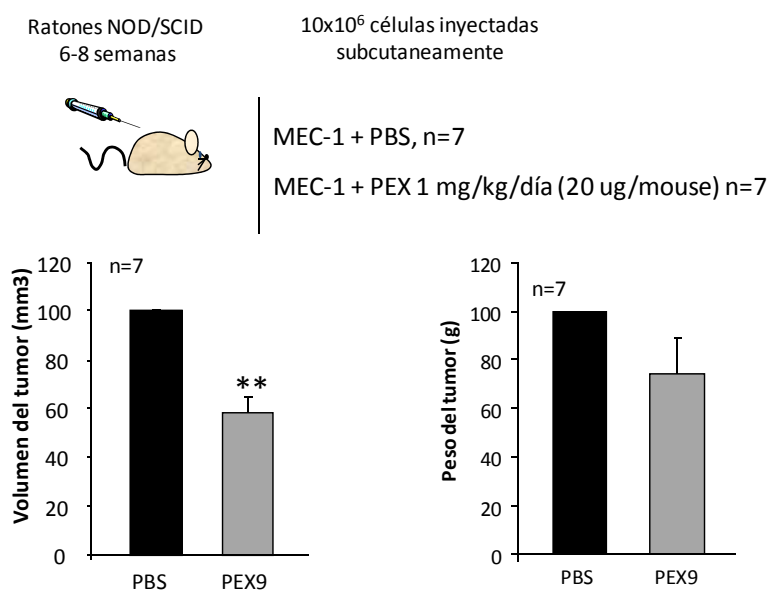 Ratones NOD/SCID
6-8 semanas
10x10⁶ células inyectadas
subcutaneamente
MEC-1 + PBS, n=7
MEC-1 + PEX 1 mg/kg/día (20 ug/mouse) n=7
Volumen del tumor (mm3)
120
100
80
60
40
20
0
n=7
**
PBS
PEX9
Peso del tumor (g)
120
100
80
60
40
20
0
n=7
PBS
PEX9